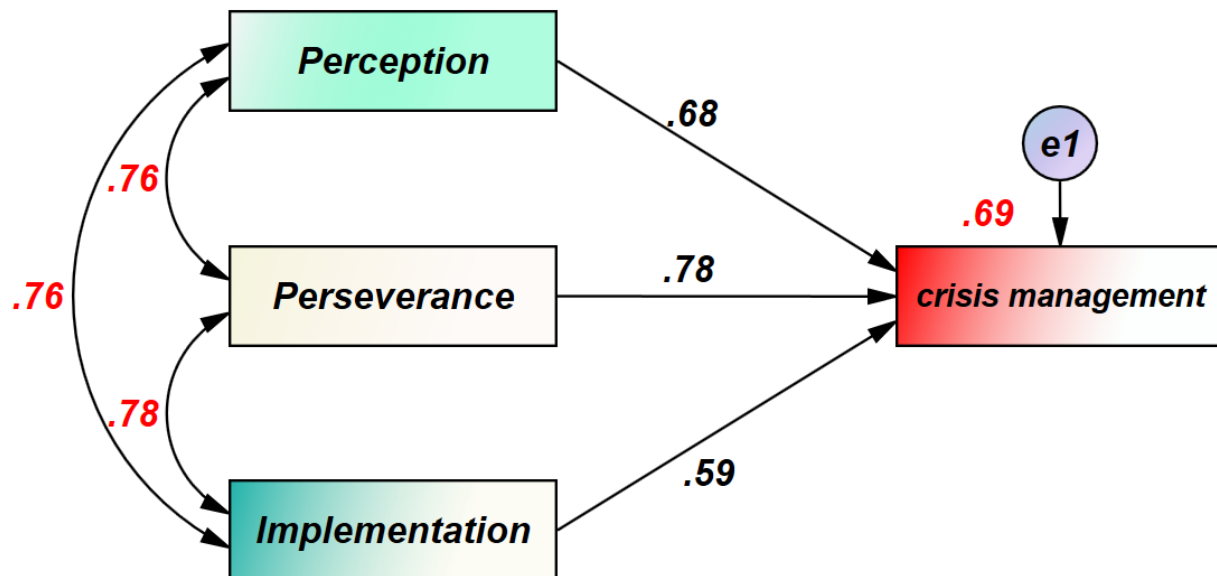 Perception
.68
e1
.76
.69
Perseverance
.78
crisis management
.76
.78
.59
Implementation